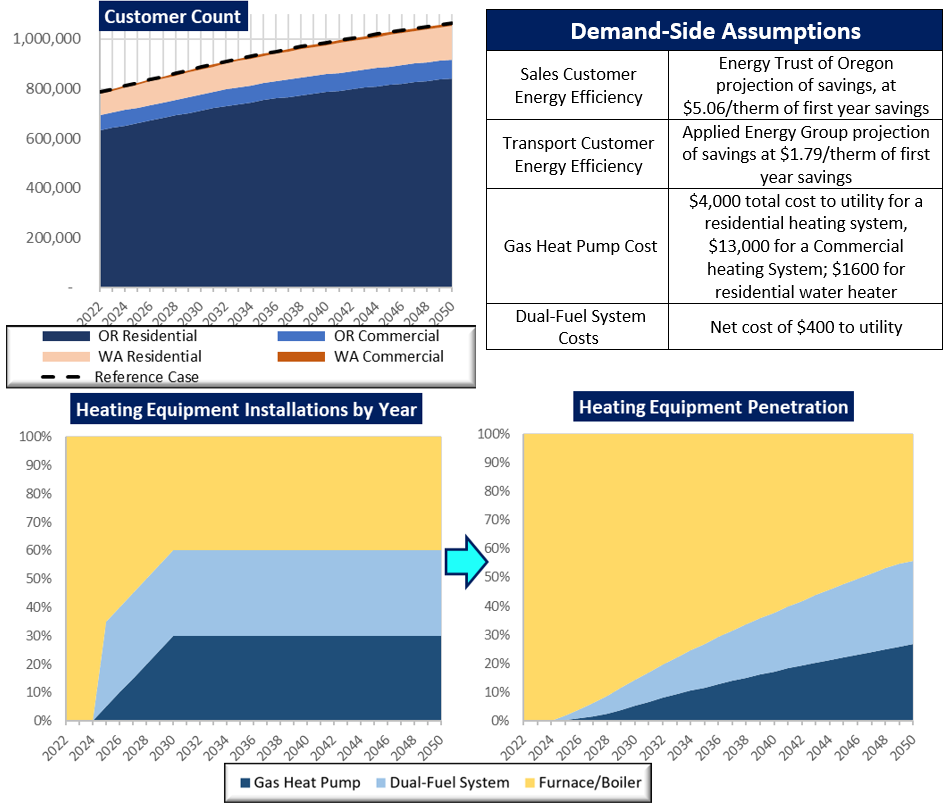 Customer Count
1,000,000
800,000
600,000
400,000
200,000
-
2022 2024 2026 2028 2030 2032 2034 2036 2038 2040 2042 2044 2046 2048 2050
OR Residential OR Commercial
WA Residential WA Commercial
Reference Case
Demand-Side Assumptions
Sales Customer
Energy Efficiency
Energy Trust of Oregon
projection of savings, at
$5.06/therm of first year savings
Transport Customer
Energy Efficiency
Applied Energy Group projection
of savings at $1.79/therm of first
year savings
Gas Heat Pump Cost
$4,000 total cost to utility for a
residential heating system,
$13,000 for a Commercial
heating System; $1600 for
residential water heater
Dual-Fuel System
Costs
Net cost of $400 to utility
Heating Equipment Installations by Year
100%
90%
80%
70%
60%
50%
40%
30%
20%
10%
0%
2022 2024 2026 2028 2030 2032 2034 2036 2038 2040 2042 2044 2046 2048 2050
Heating Equipment Penetration
100%
90%
80%
70%
60%
50%
40%
30%
20%
10%
0%
2022 2024 2026 2028 2030 2032 2034 2036 2038 2040 2042 2044 2046 2048 2050
Gas Heat Pump Dual-Fuel System Furnace/Boiler